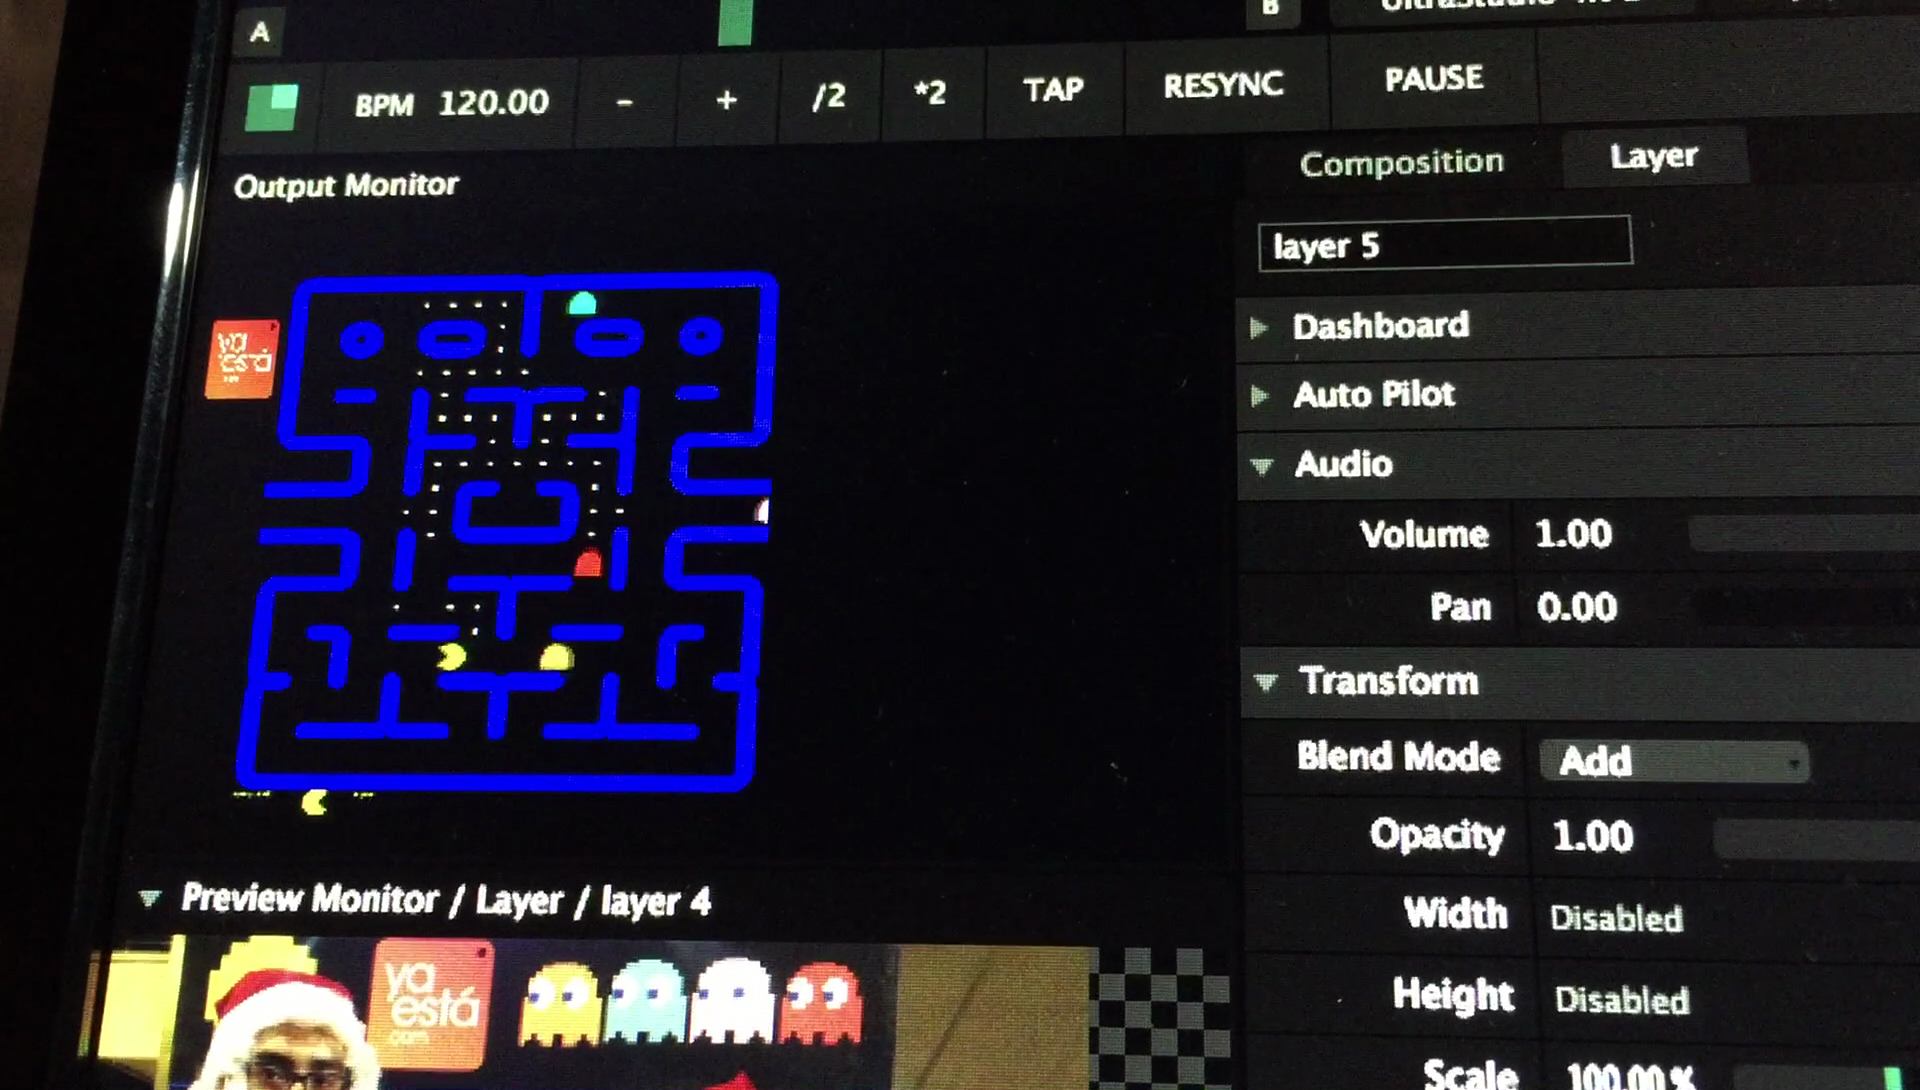 A
B
BPM 120.00 - + /2 *2 TAP RESYNC PAUSE
Output Monitor
Composition Layer
layer 5
ya
está
Dashboard
Auto Pilot
Audio
Volume 1.00
Pan 0.00
Transform
Blend Mode Add
Opacity 1.00
Width Disabled
Height Disabled
Scale 100.00 %
Preview Monitor / Layer / layer 4
ya
está
.com